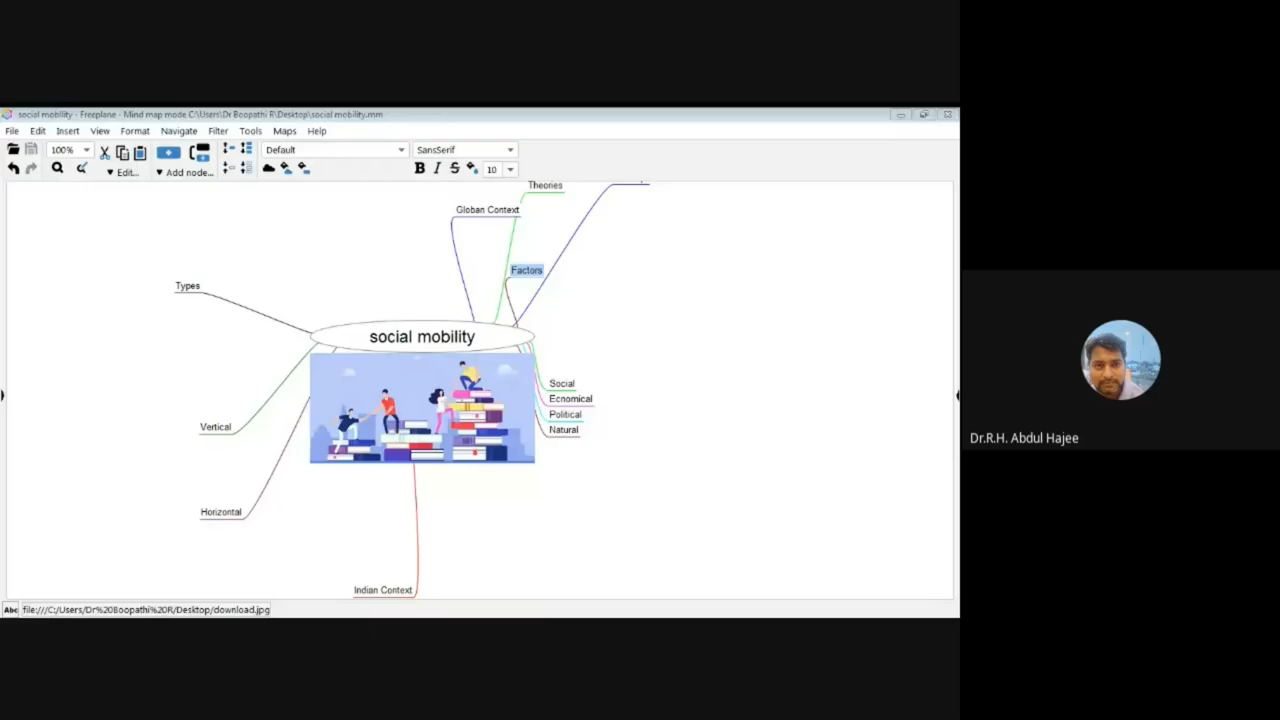 social mobility - Freeplane - Mind map mode C:\Users\Dr Boopathi R\Desktop\social mobility.mm
File Edit Insert View Format Navigate Filter Tools Maps Help
100% Default SansSerif
Edit... Add node... B I S 10
Theories
Globan Context
Factors
Types
social mobility
Social
Ecnomical
Political
Natural
Vertical
Horizontal
Indian Context
Dr.R.H. Abdul Hajee
Abc file:///C:/Users/Dr%20Boopathi%20R/Desktop/download.jpg